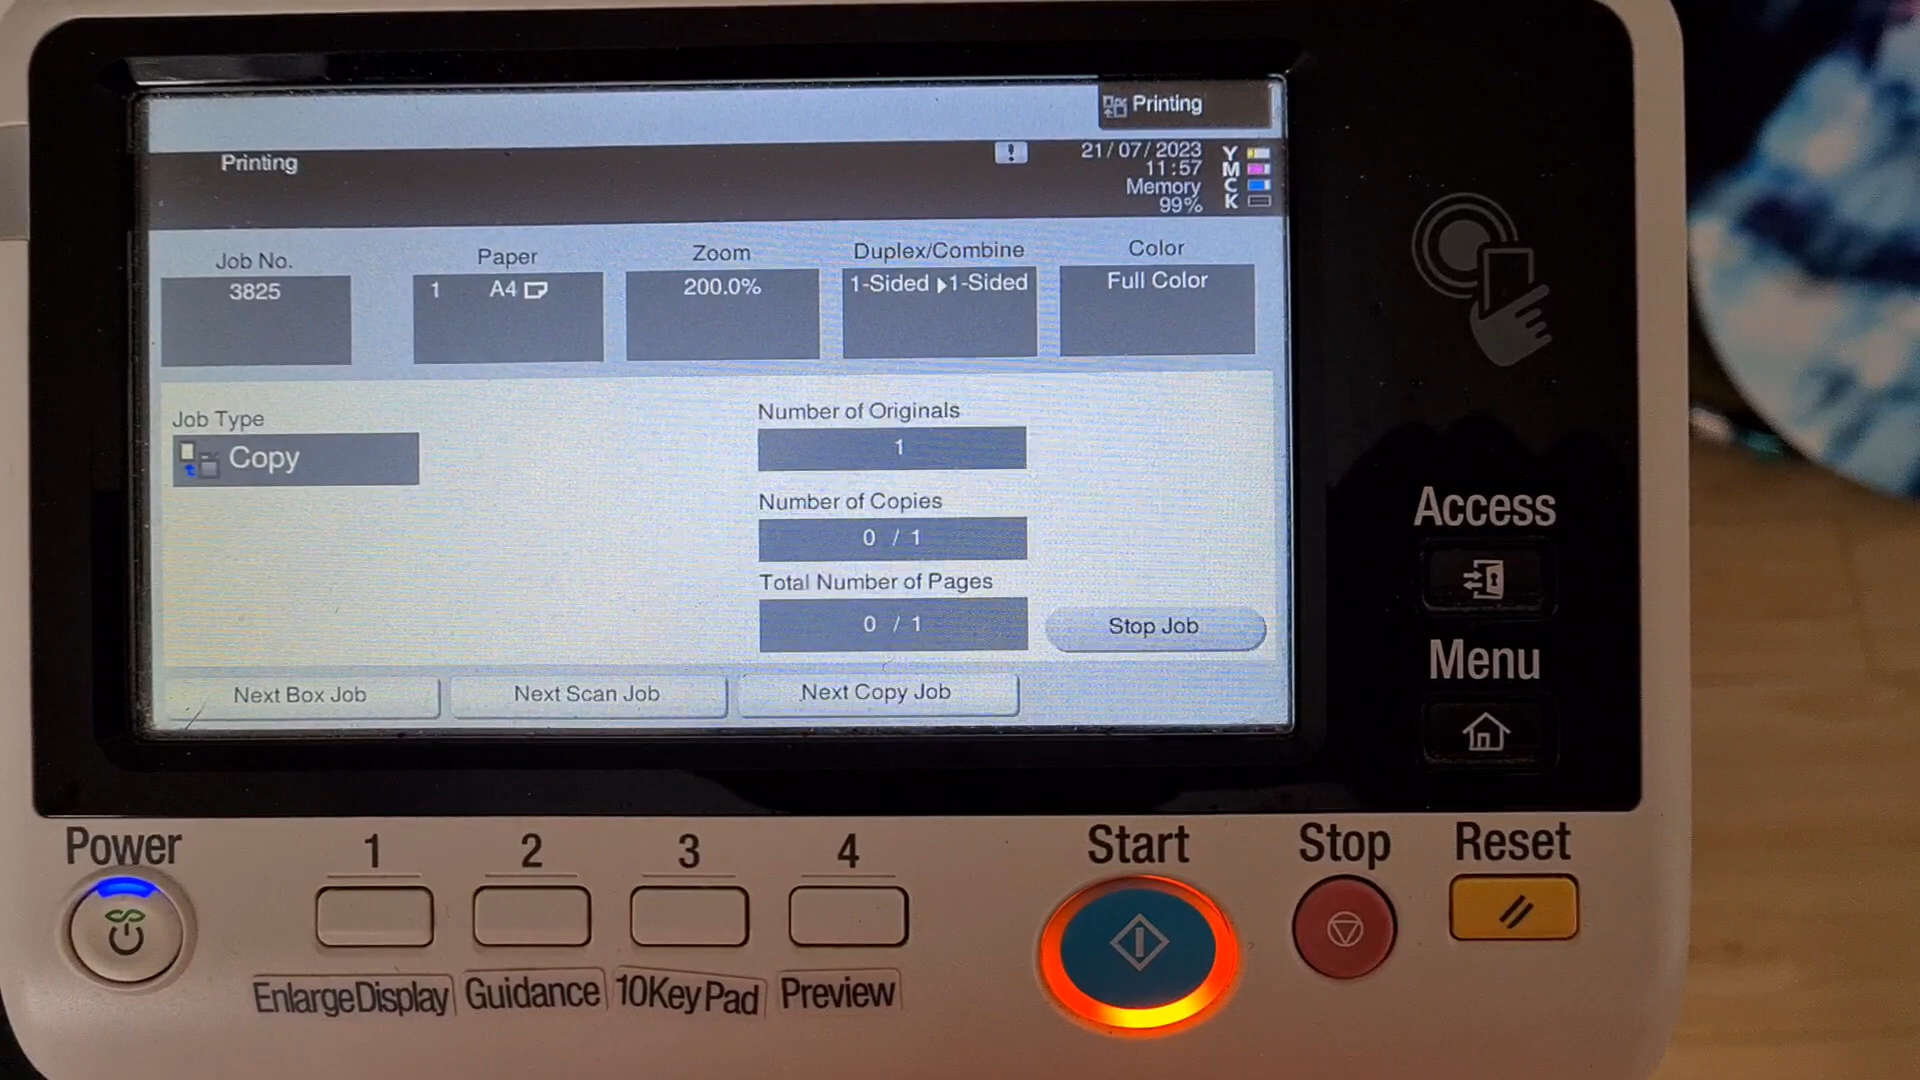 Printing
Printing
!
21/07/2023
11:57
Memory
99%
Y
M
C
K
Job No.
3825
Paper
1 A4
Zoom
200.0%
Duplex/Combine
1-Sided 1-Sided
Color
Full Color
Job Type
Copy
Number of Originals
1
Number of Copies
0 / 1
Total Number of Pages
0 / 1
Stop Job
Next Box Job
Next Scan Job
Next Copy Job
Access
Menu
Power
1
2
3
4
Start
Stop
Reset
EnlargeDisplay
Guidance
10KeyPad
Preview